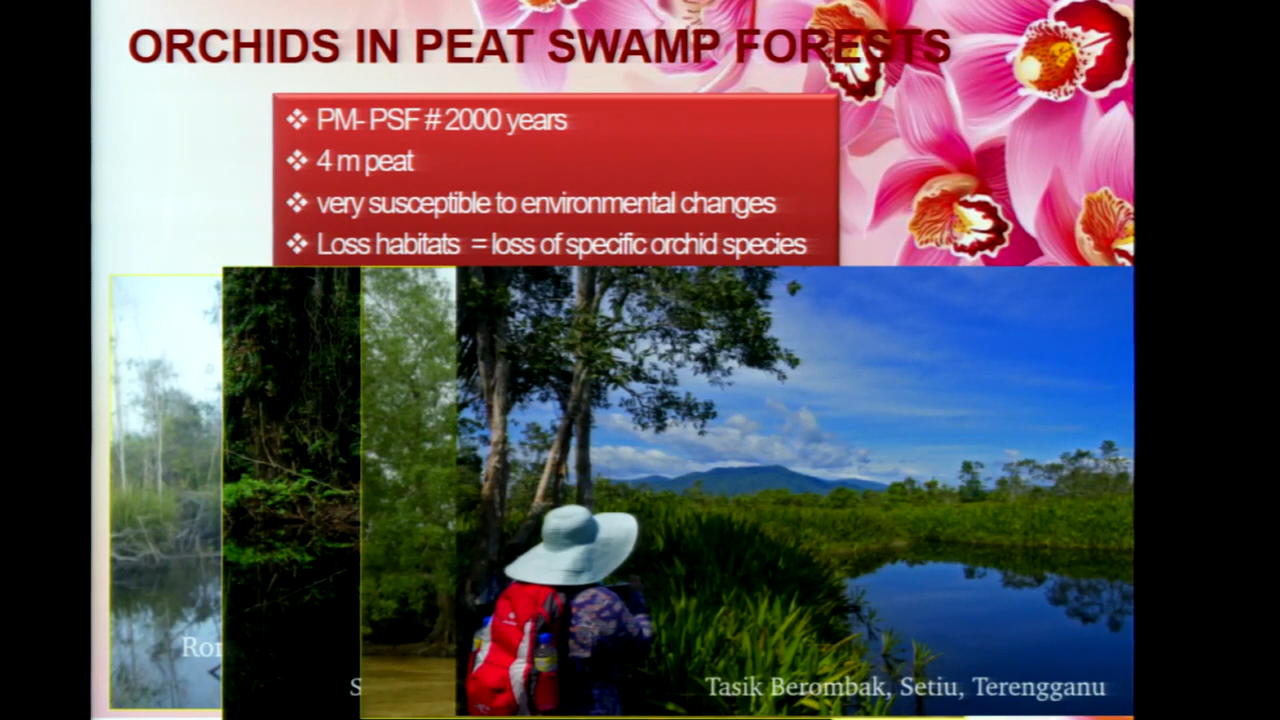 ORCHIDS IN PEAT SWAMP FORESTS
❖ PM- PSF # 2000 years
❖ 4 m peat
❖ very susceptible to environmental changes
❖ Loss habitats = loss of specific orchid species
Tasik Berombak, Setiu, Terengganu